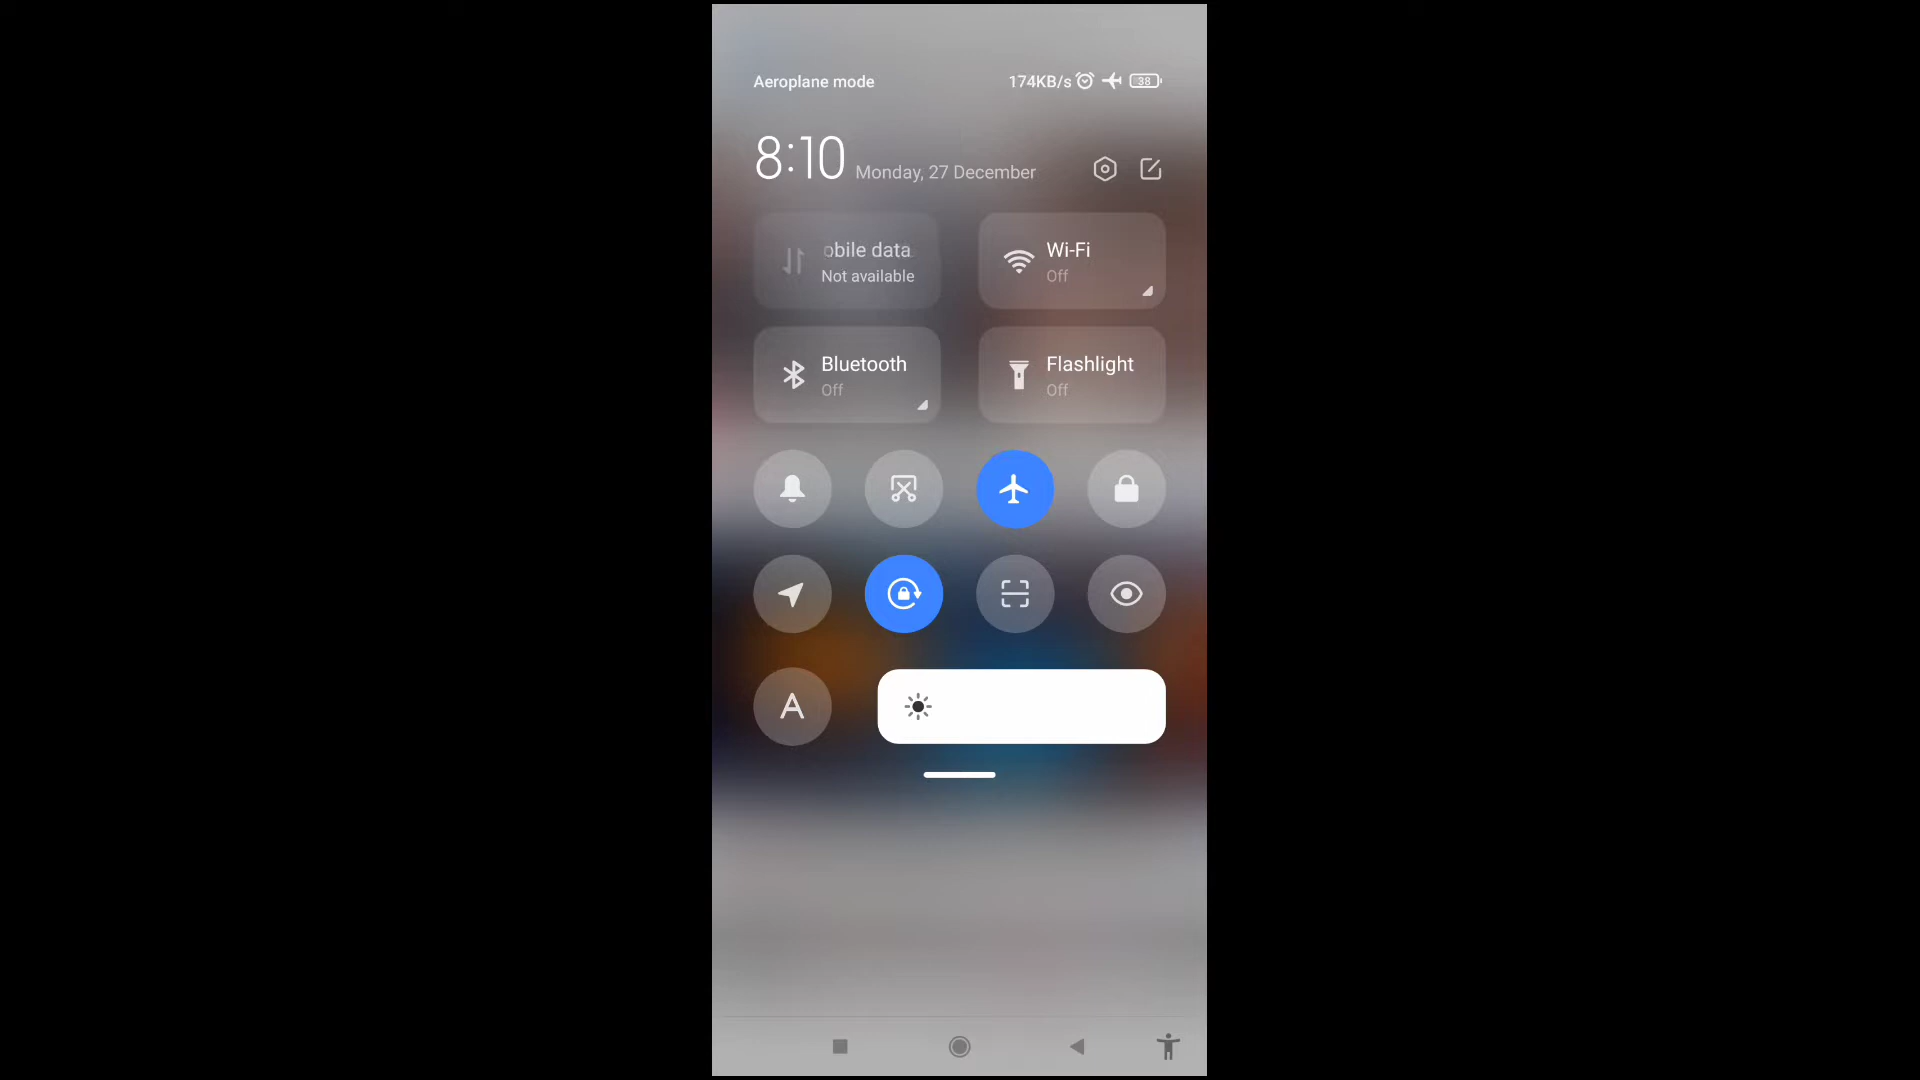 Aeroplane mode 174KB/s 38
8:10 Monday, 27 December
obile data
Not available
Wi-Fi
Off
Bluetooth
Off
Flashlight
Off
A